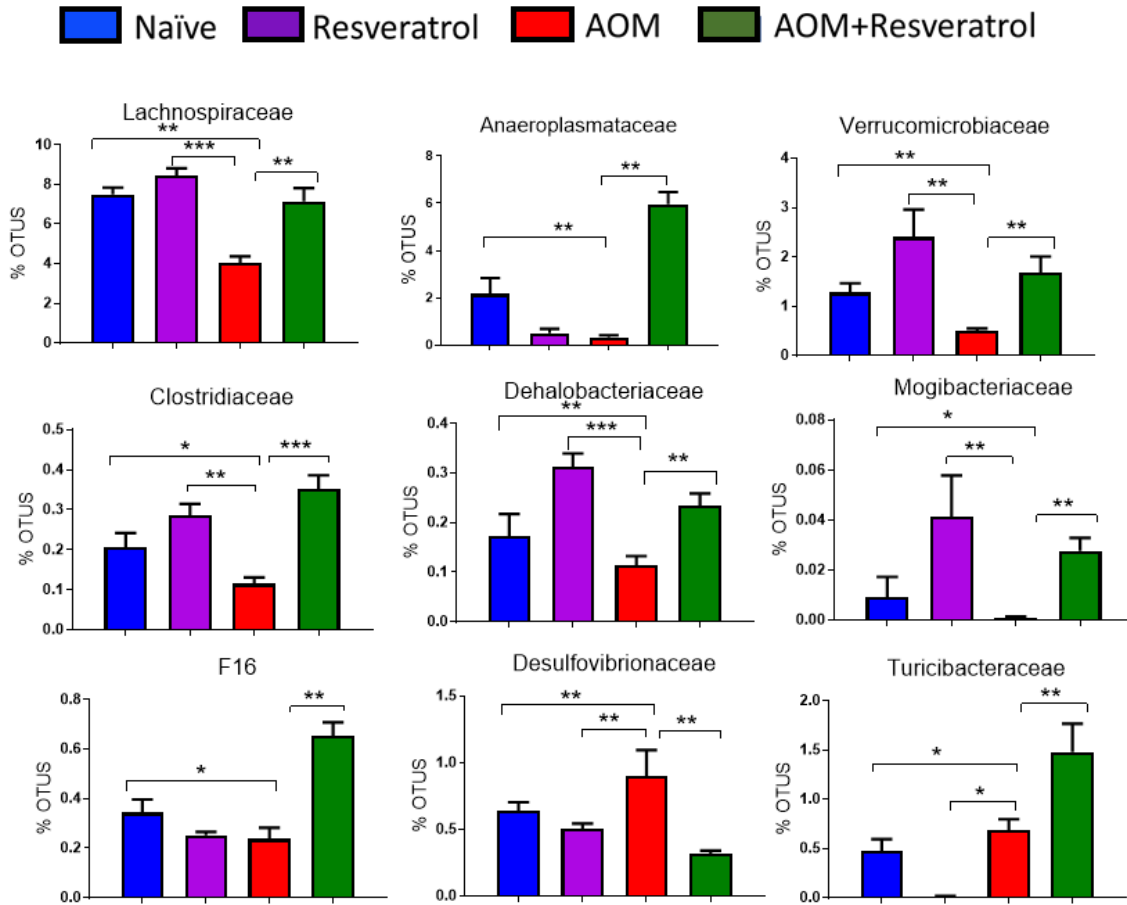 Naïve Resveratrol AOM AOM+Resveratrol
Lachnospiraceae
** *** **
% OTUS
10
8
6
4
2
0
Anaeroplasmataceae
** **
% OTUS
8
6
4
2
0
Verrucomicrobiaceae
** ** **
% OTUS
4
3
2
1
0
Clostridiaceae
* *** **
% OTUS
0.5
0.4
0.3
0.2
0.1
0.0
Dehalobacteriaceae
** *** **
% OTUS
0.4
0.3
0.2
0.1
0.0
Mogibacteriaceae
* ** **
% OTUS
0.08
0.06
0.04
0.02
0.00
F16
** *
% OTUS
0.8
0.6
0.4
0.2
0.0
Desulfovibrionaceae
** ** **
% OTUS
1.5
1.0
0.5
0.0
Turicibacteraceae
** * *
% OTUS
2.0
1.5
1.0
0.5
0.0